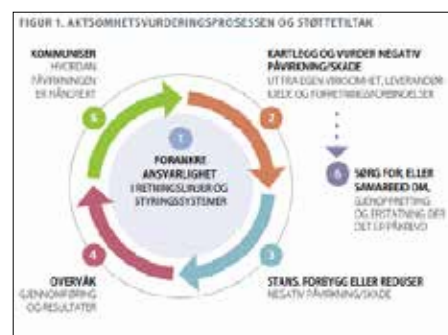 FIGUR 1. AKTSOMHETSVURDERINGSPROSESSEN OG STØTTETILTAK
KOMMUNISER
HVORDAN
PÅVIRKNINGEN
ER HÅNDTERT
KARTLEGG OG VURDER NEGATIV
PÅVIRKNING/SKADE
UT FRA EGEN VIRKSOMHET, LEVERANDØR-
KJEDE OG FORRETNINGSFORBINDELSER
5
2
1
FORANKRE
ANSVARLIGHET
I RETNINGSLINJER OG
STYRINGSSYSTEMER
6
SØRG FOR, ELLER
SAMARBEID OM,
GJENOPPRETTING
OG ERSTATNING DER
DET ER PÅKREVD
4
3
OVERVÅK
GJENNOMFØRING
OG RESULTATER
STANS, FORBYGG ELLER REDUSER
NEGATIV PÅVIRKNING/SKADE